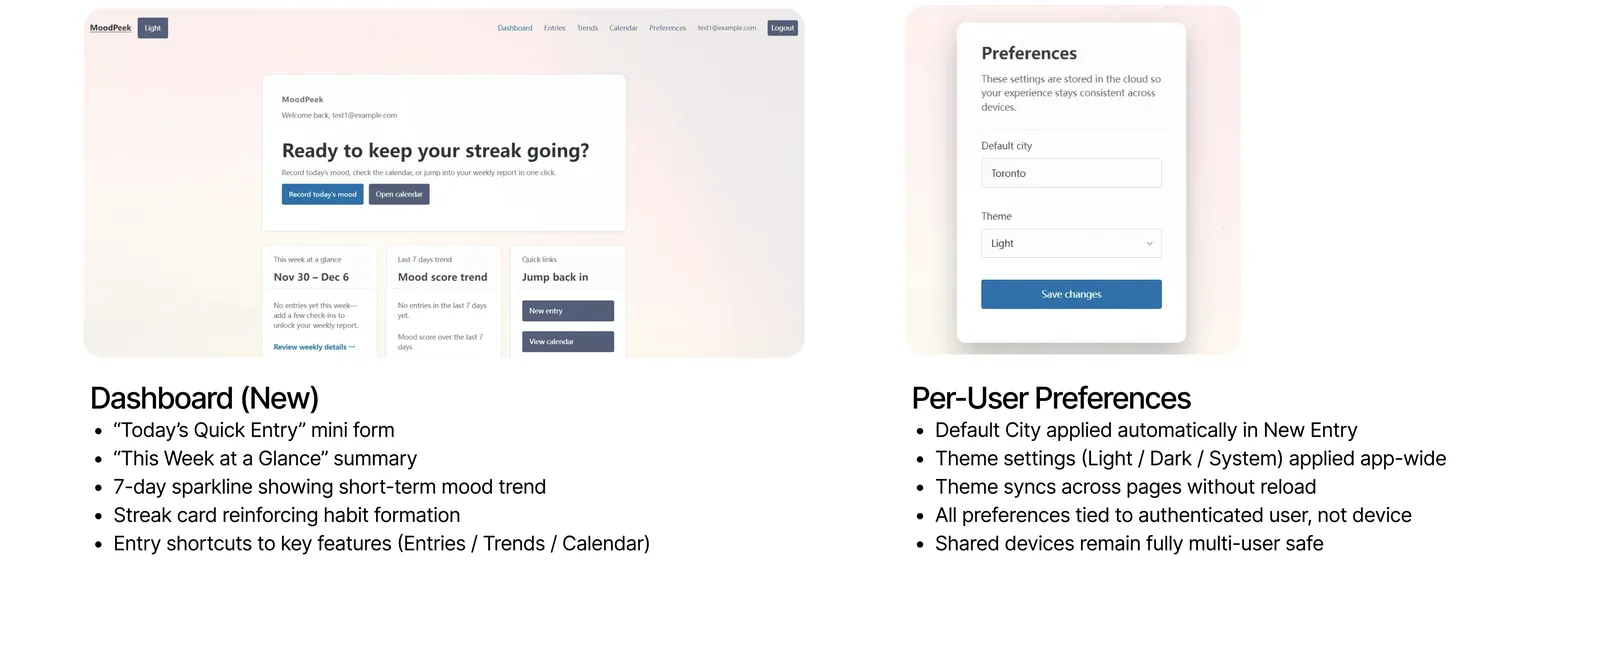 MoodPeek Light Dashboard Entries Trends Calendar Preferences test1@example.com Logout
MoodPeek
Welcome back, test1@example.com
Ready to keep your streak going?
Record today's mood, check the calendar, or jump into your weekly report in one click.
Record today's mood Open calendar
This week at a glance
Nov 30 – Dec 6
No entries yet this week—
add a few check-ins to
unlock your weekly report.
Review weekly details →
Last 7 days trend
Mood score trend
No entries in the last 7 days
yet.
Mood score over the last 7
days
Quick links
Jump back in
New entry
View calendar
Dashboard (New)
• “Today’s Quick Entry” mini form
• “This Week at a Glance” summary
• 7-day sparkline showing short-term mood trend
• Streak card reinforcing habit formation
• Entry shortcuts to key features (Entries / Trends / Calendar)
Preferences
These settings are stored in the cloud so
your experience stays consistent across
devices.
Default city
Toronto
Theme
Light
Save changes
Per-User Preferences
• Default City applied automatically in New Entry
• Theme settings (Light / Dark / System) applied app-wide
• Theme syncs across pages without reload
• All preferences tied to authenticated user, not device
• Shared devices remain fully multi-user safe